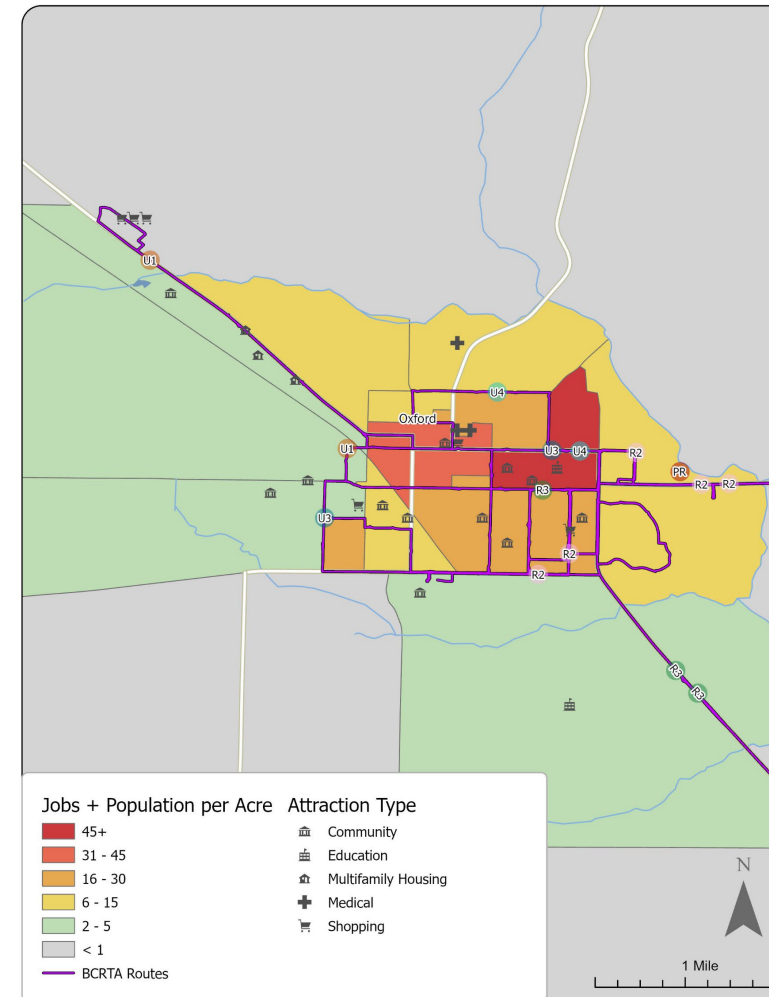 U1
U4
Oxford
U1
U3
U4
R2
PR
R2
R2
R3
U3
R2
R2
R3
R3
Jobs + Population per Acre
45+
31 - 45
16 - 30
6 - 15
2 - 5
< 1
BCRTA Routes
Attraction Type
Community
Education
Multifamily Housing
Medical
Shopping
N
1 Mile